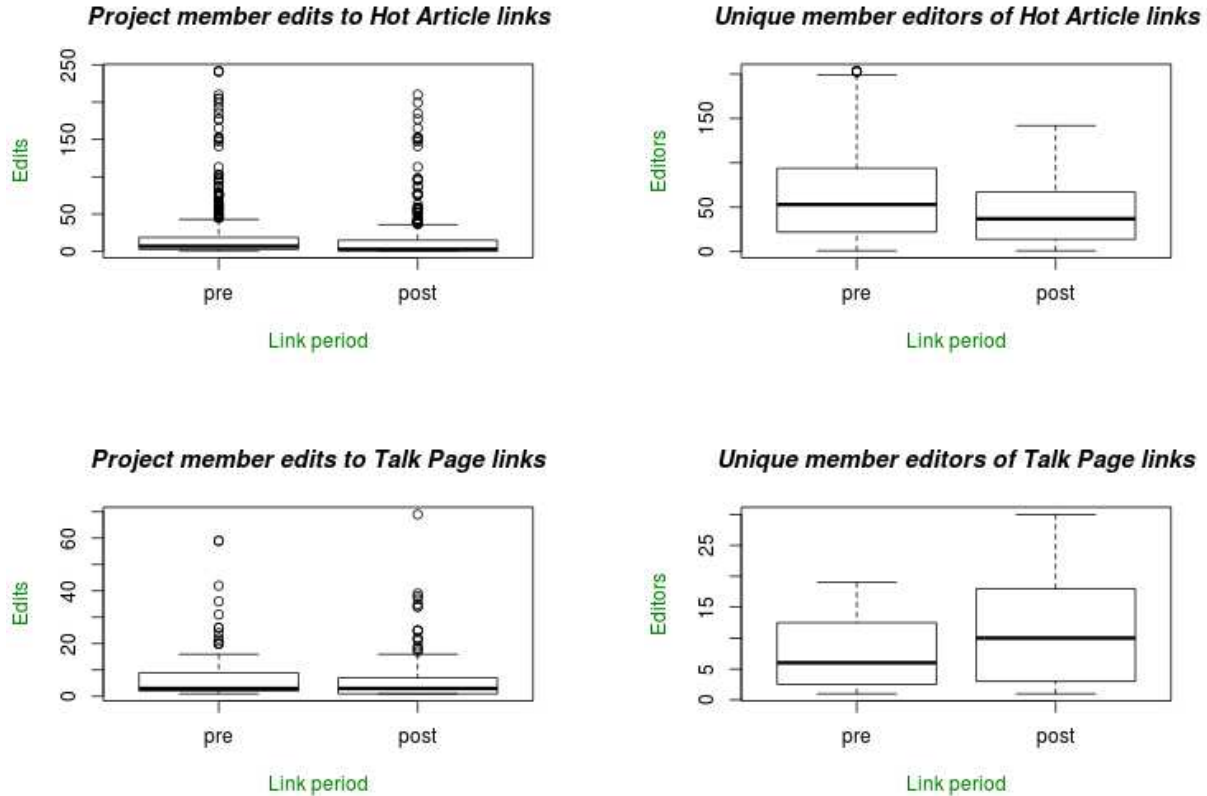 Project member edits to Hot Article links
250
150
50
0
Edits
pre
post
Link period
Unique member editors of Hot Article links
150
50
0
Editors
pre
post
Link period
Project member edits to Talk Page links
60
40
20
0
Edits
pre
post
Link period
Unique member editors of Talk Page links
25
15
5
0
Editors
pre
post
Link period